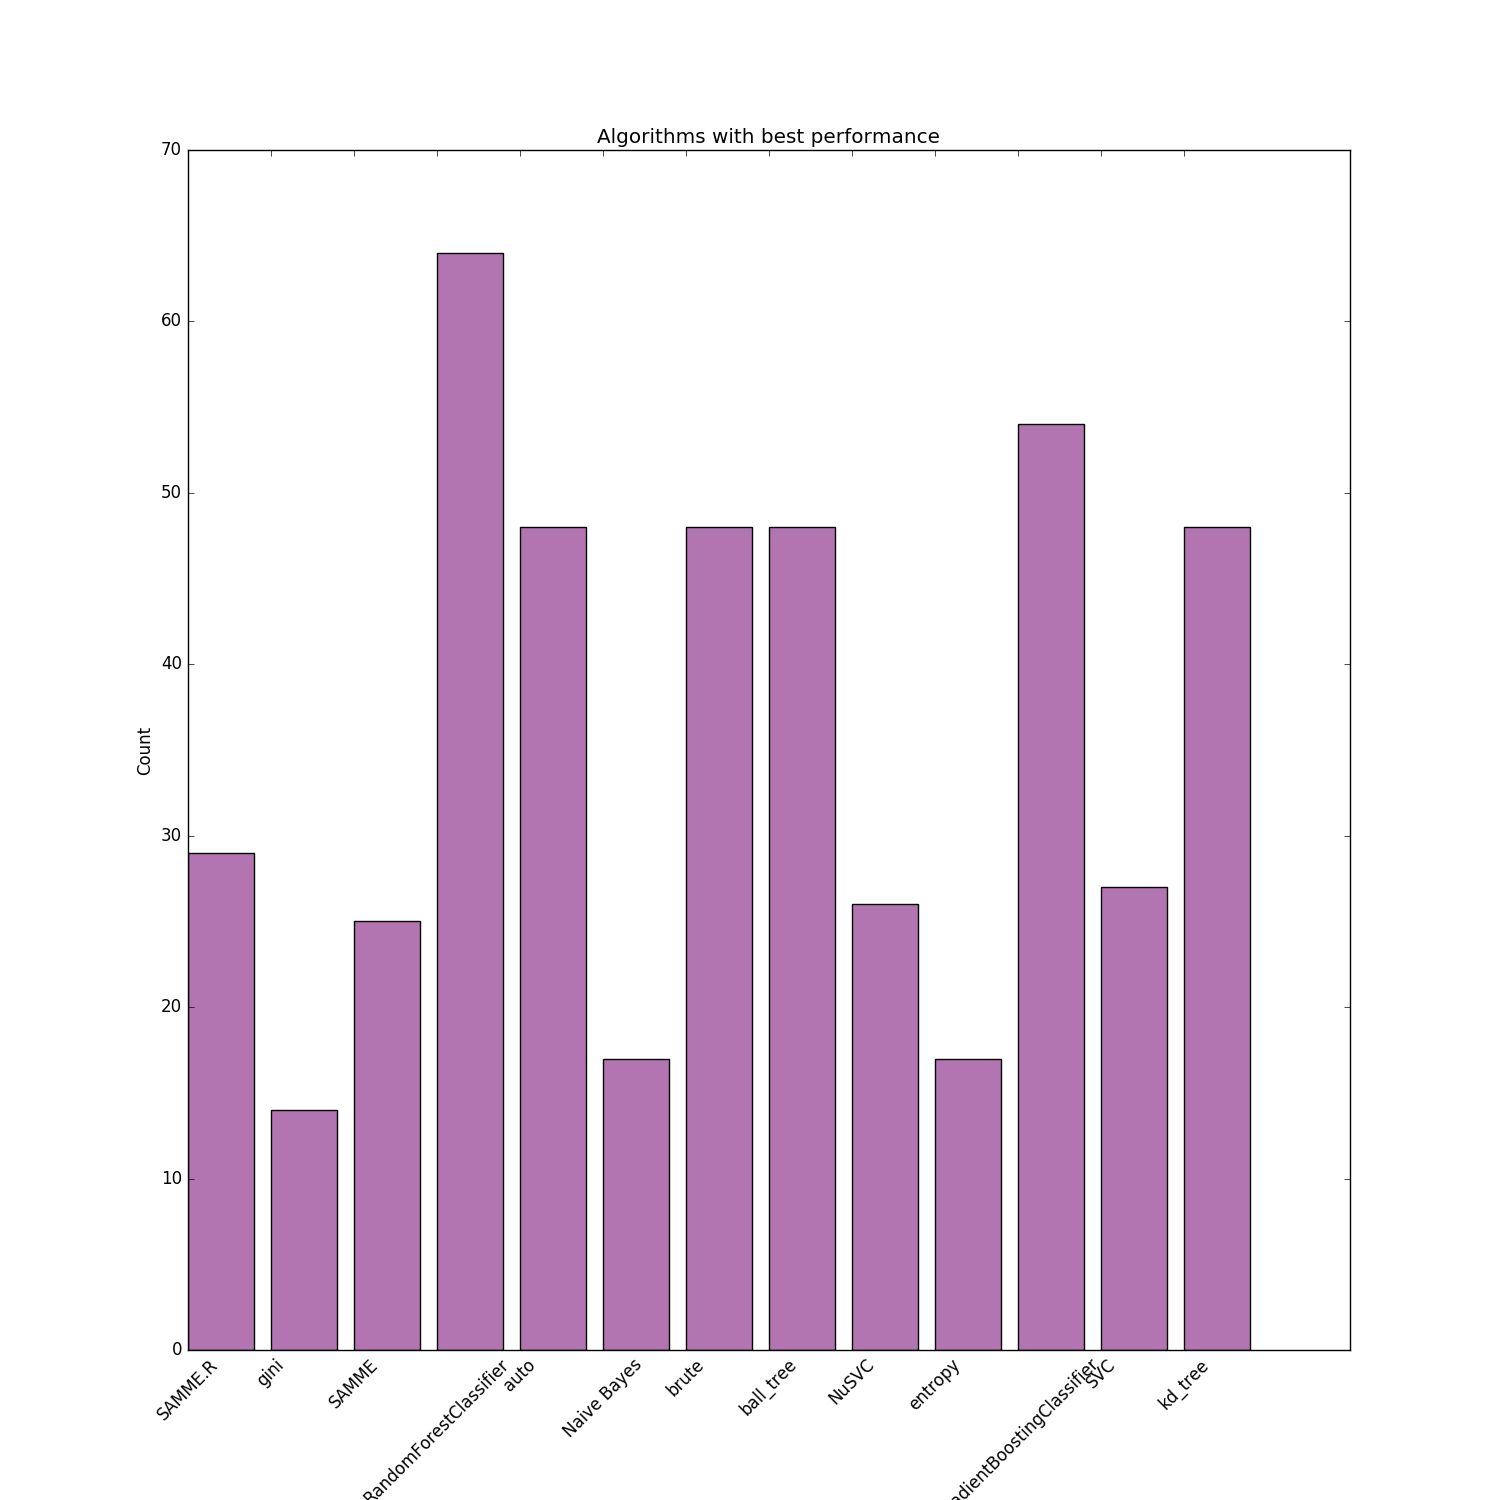 Algorithms with best performance
70
60
50
40
30
20
10
0
Count
SAMME.R
gini
SAMME
RandomForestClassifier
auto
Naive Bayes
brute
ball_tree
NuSVC
entropy
adientBoostingClassifier
SVC
kd_tree